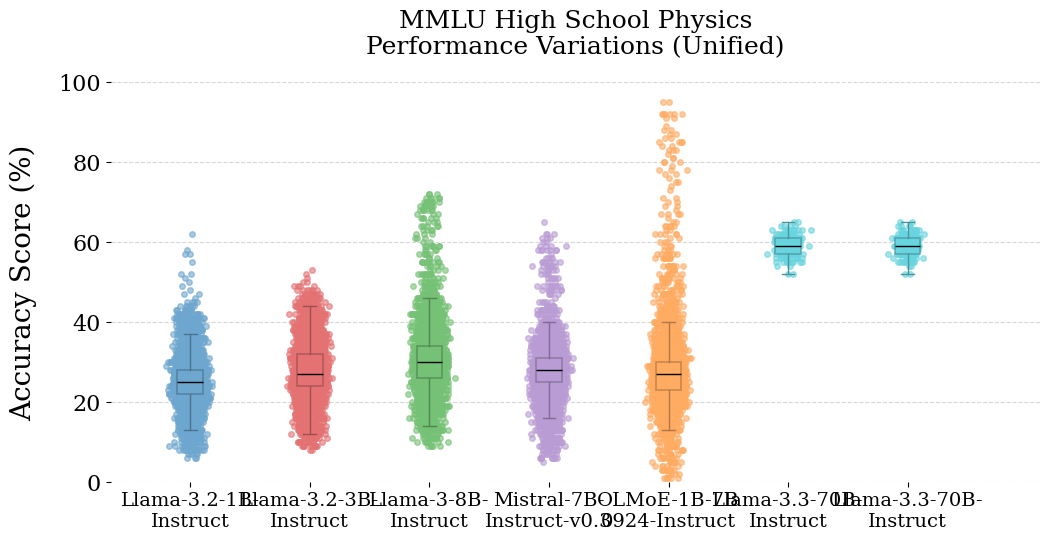 MMLU High School Physics
Performance Variations (Unified)
Accuracy Score (%)
100
80
60
40
20
0
Llama-3.2-1B-
Instruct
Llama-3.2-3B-
Instruct
Llama-3-8B-
Instruct
Mistral-7B-
Instruct-v0.3
OLMoE-1B-7B-
0924-Instruct
Llama-3.3-70B-
Instruct
Llama-3.3-70B-
Instruct